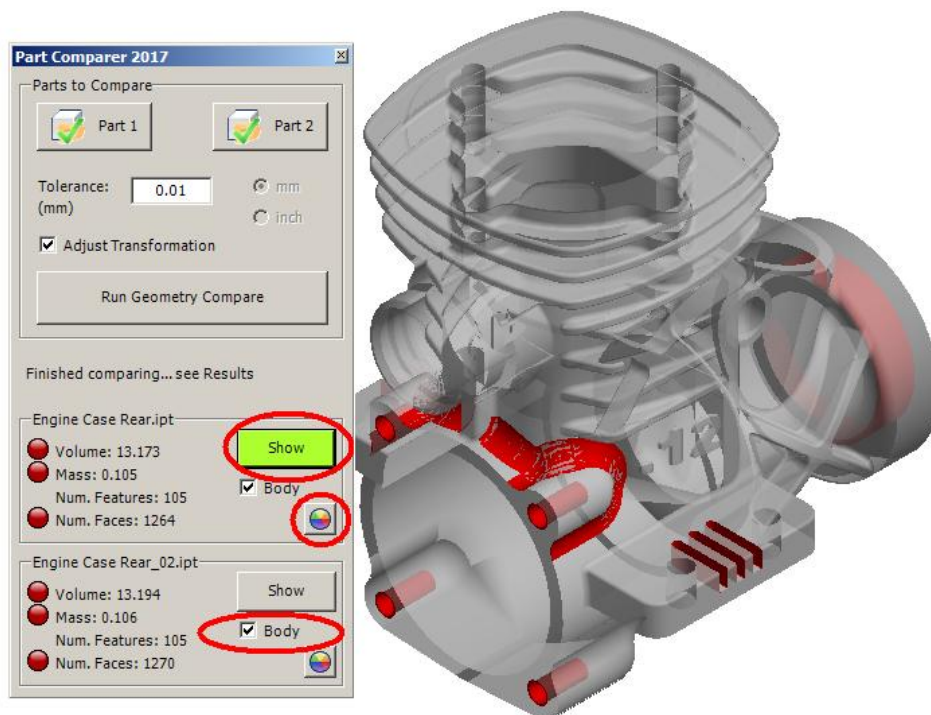 Part Comparer 2017
Parts to Compare
Part 1
Part 2
Tolerance:
(mm)
0.01
mm
inch
Adjust Transformation
Run Geometry Compare
Finished comparing... see Results
Engine Case Rear.ipt
Volume: 13.173
Mass: 0.105
Num. Features: 105
Num. Faces: 1264
Show
Body
Engine Case Rear_02.ipt
Volume: 13.194
Mass: 0.106
Num. Features: 105
Num. Faces: 1270
Show
Body